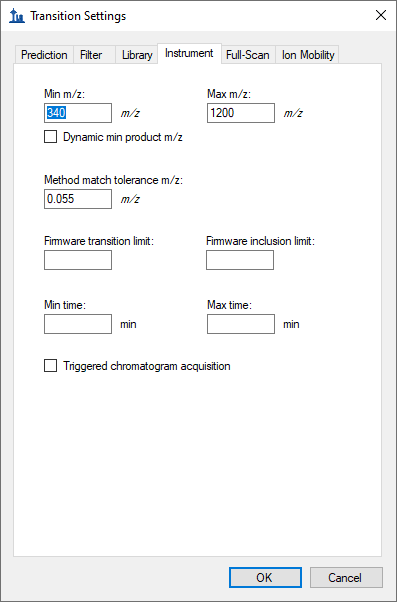 Transition Settings
Prediction Filter Library Instrument Full-Scan Ion Mobility
Min m/z: Max m/z:
340 m/z 1200 m/z
Dynamic min product m/z
Method match tolerance m/z:
0.055 m/z
Firmware transition limit: Firmware inclusion limit:
Min time: Max time:
min min
Triggered chromatogram acquisition
OK Cancel